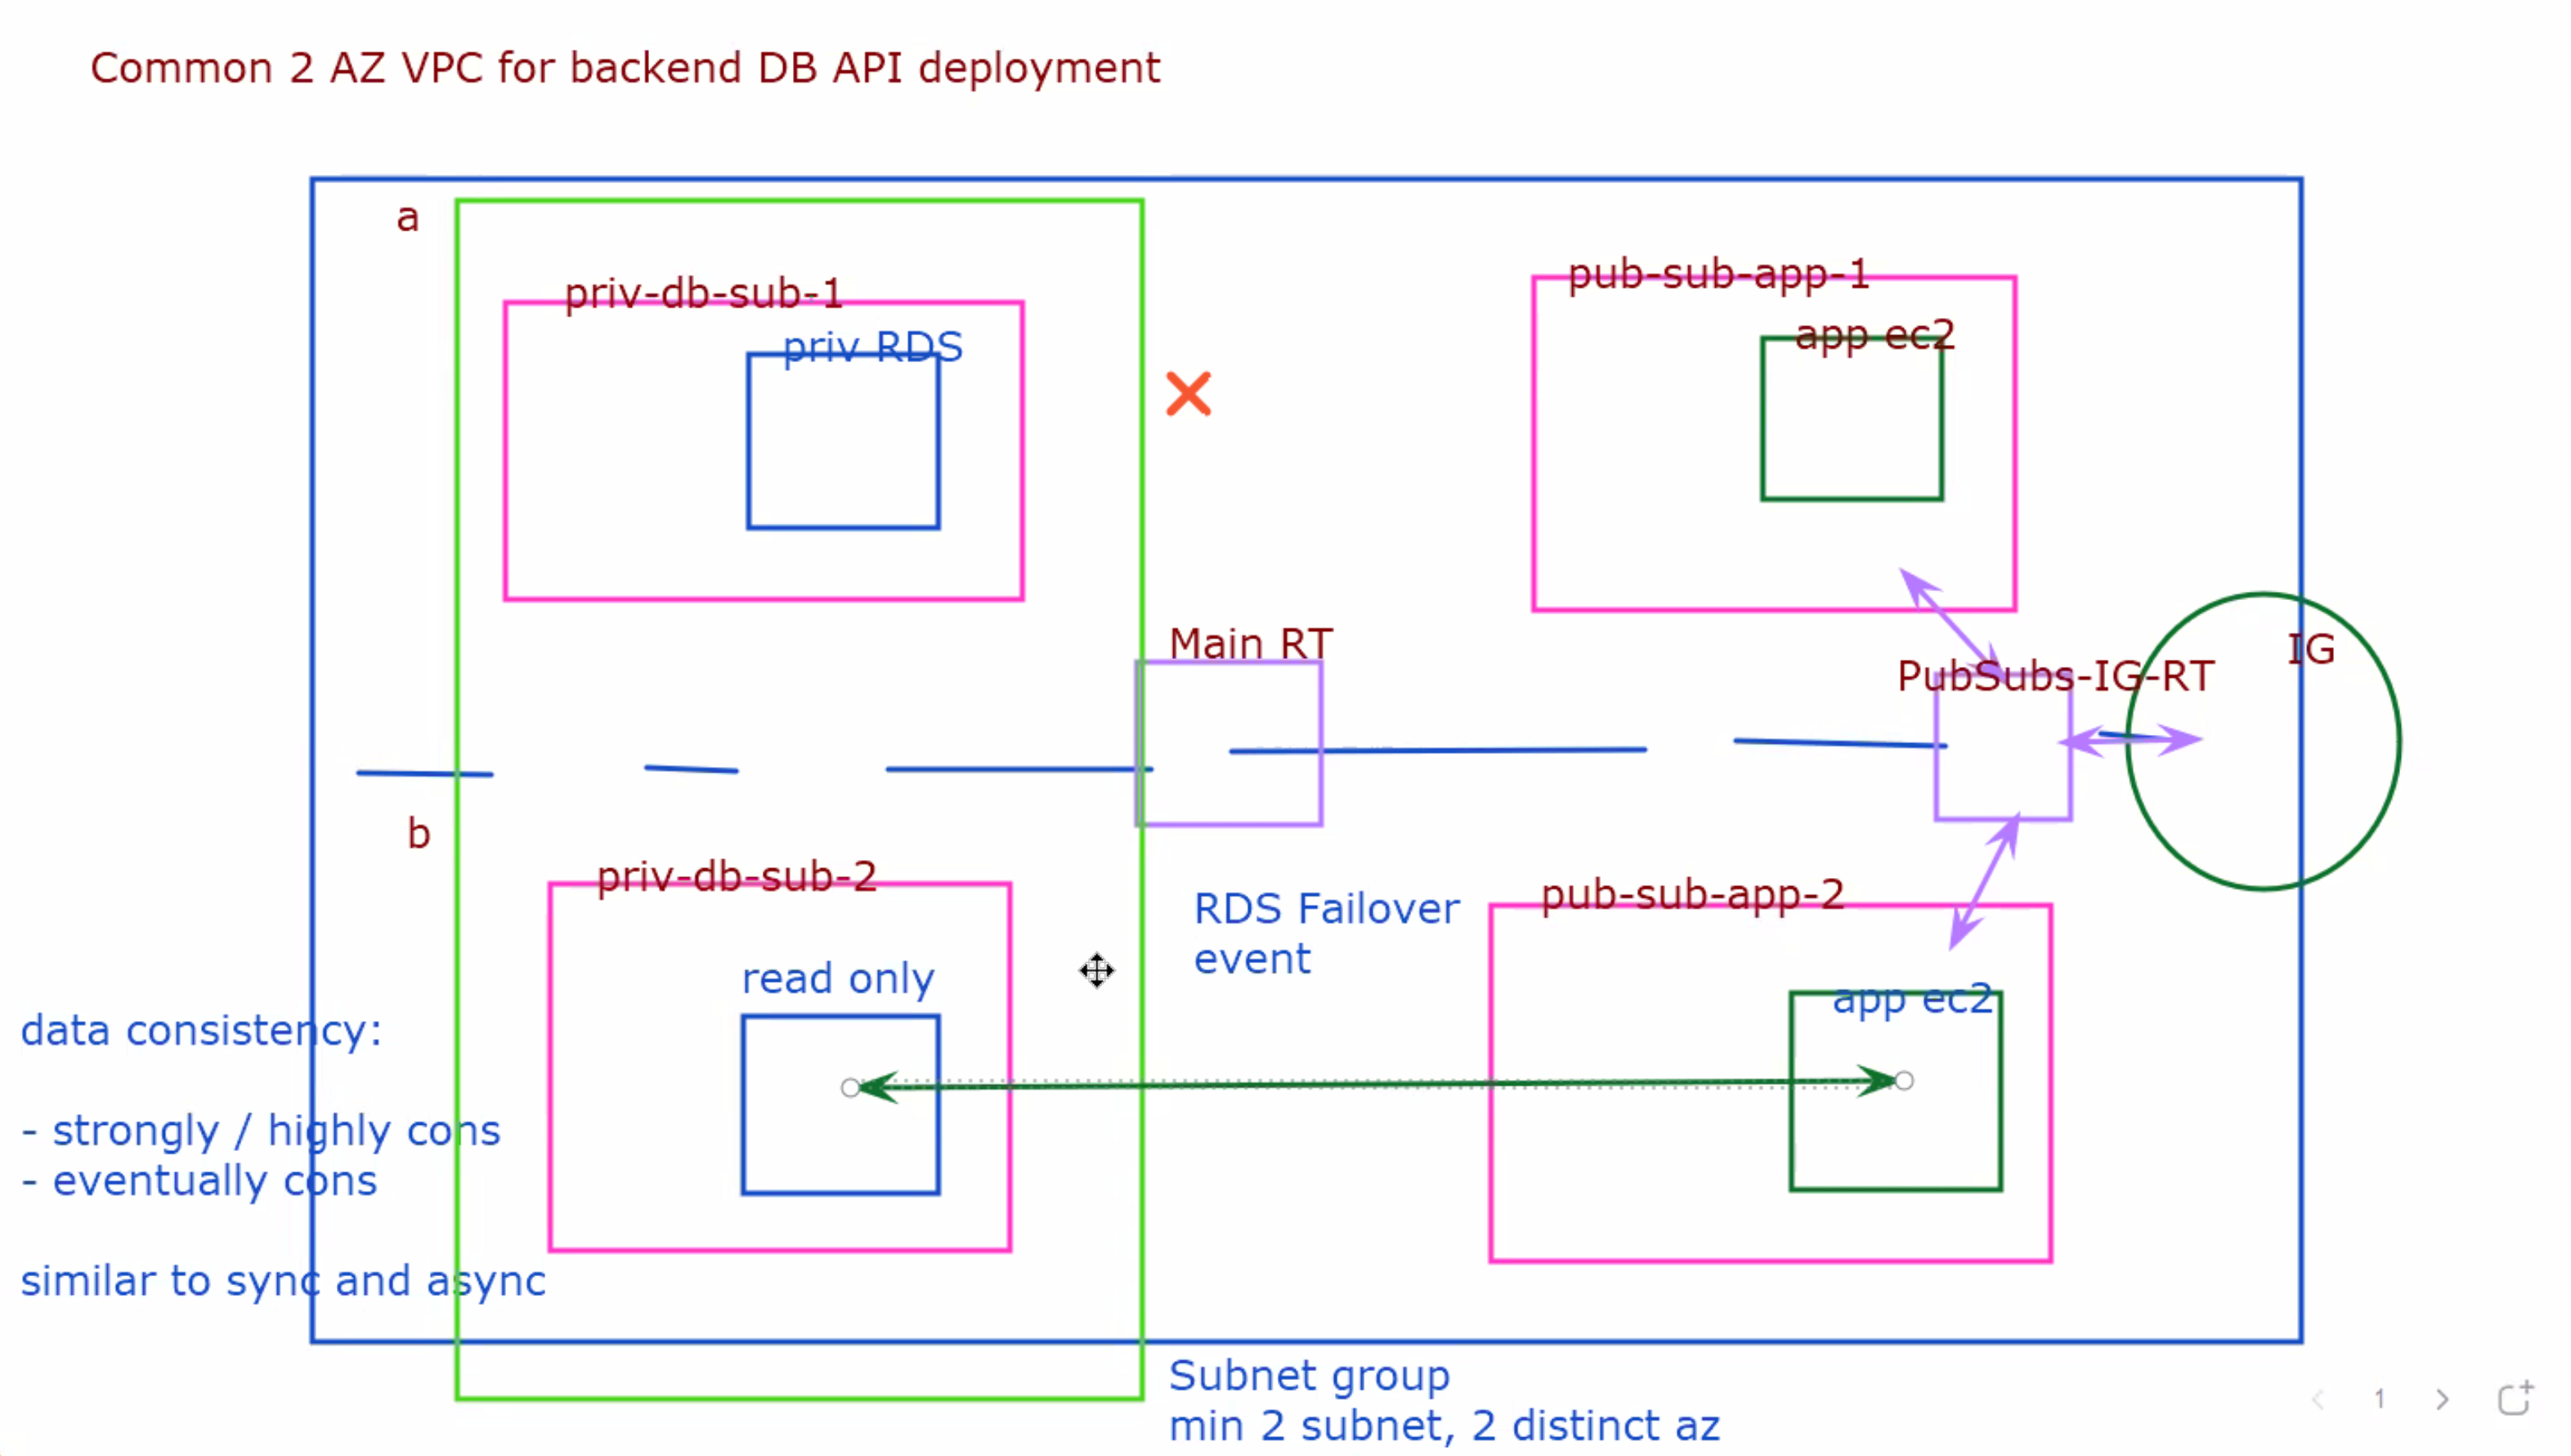 Common 2 AZ VPC for backend DB API deployment
a
priv-db-sub-1
priv RDS
pub-sub-app-1
app ec2
Main RT
PubSubs-IG-RT
IG
b
priv-db-sub-2
read only
RDS Failover
event
pub-sub-app-2
app ec2
data consistency:
- strongly / highly cons
- eventually cons
similar to sync and async
Subnet group
min 2 subnet, 2 distinct az
1